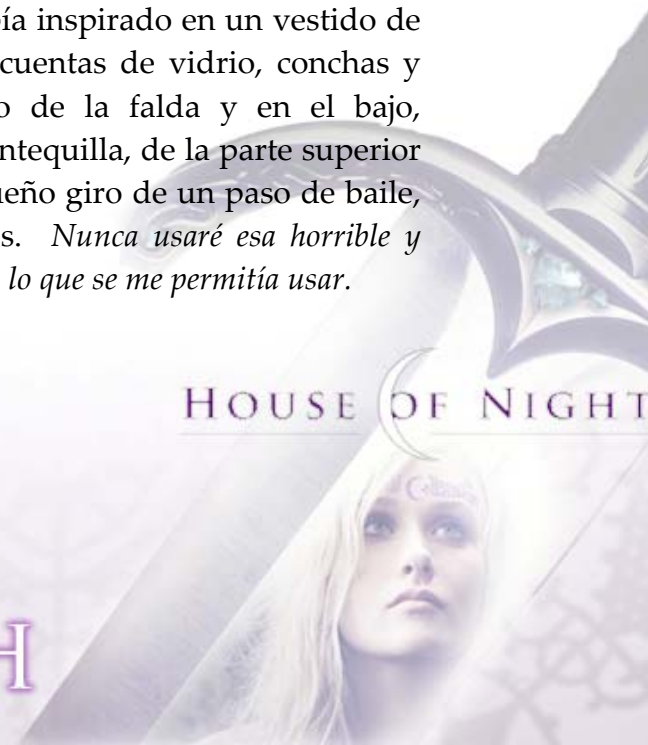 bía inspirado en un vestido de
cuentas de vidrio, conchas y
o de la falda y en el bajo,
ntequilla, de la parte superior
ueño giro de un paso de baile,
s. Nunca usaré esa horrible y
lo que se me permitía usar.
HOUSE OF NIGHT
H